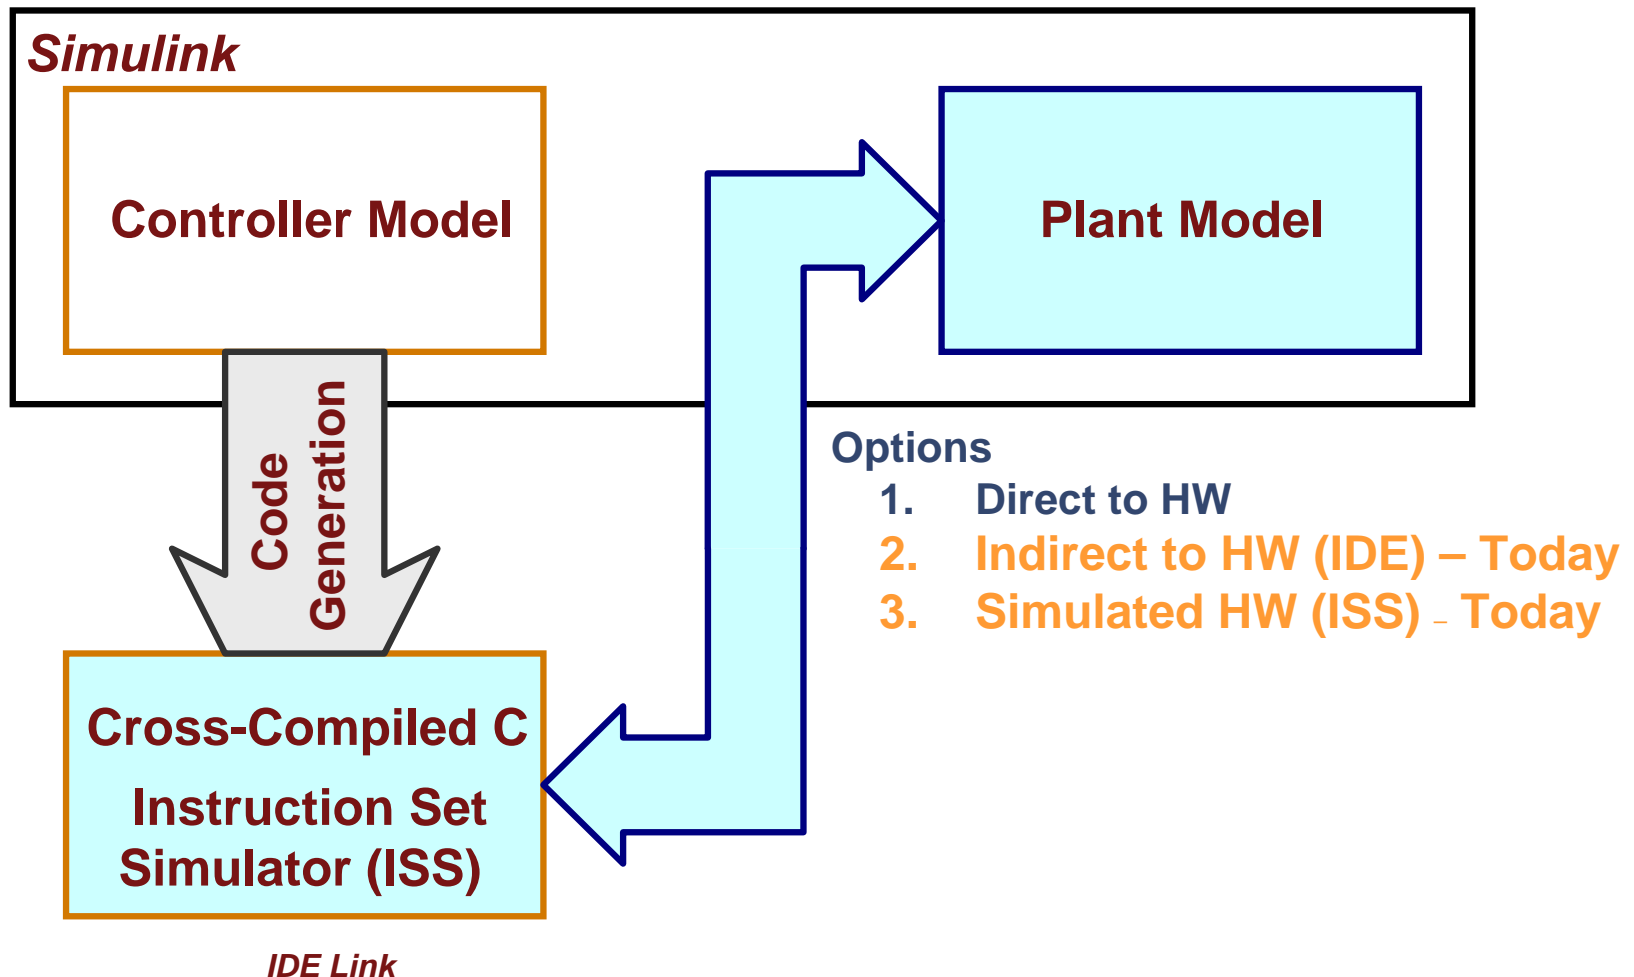 Simulink
Controller Model
Plant Model
Code
Generation
Options
1. Direct to HW
2. Indirect to HW (IDE) – Today
3. Simulated HW (ISS) – Today
Cross-Compiled C
Instruction Set
Simulator (ISS)
IDE Link